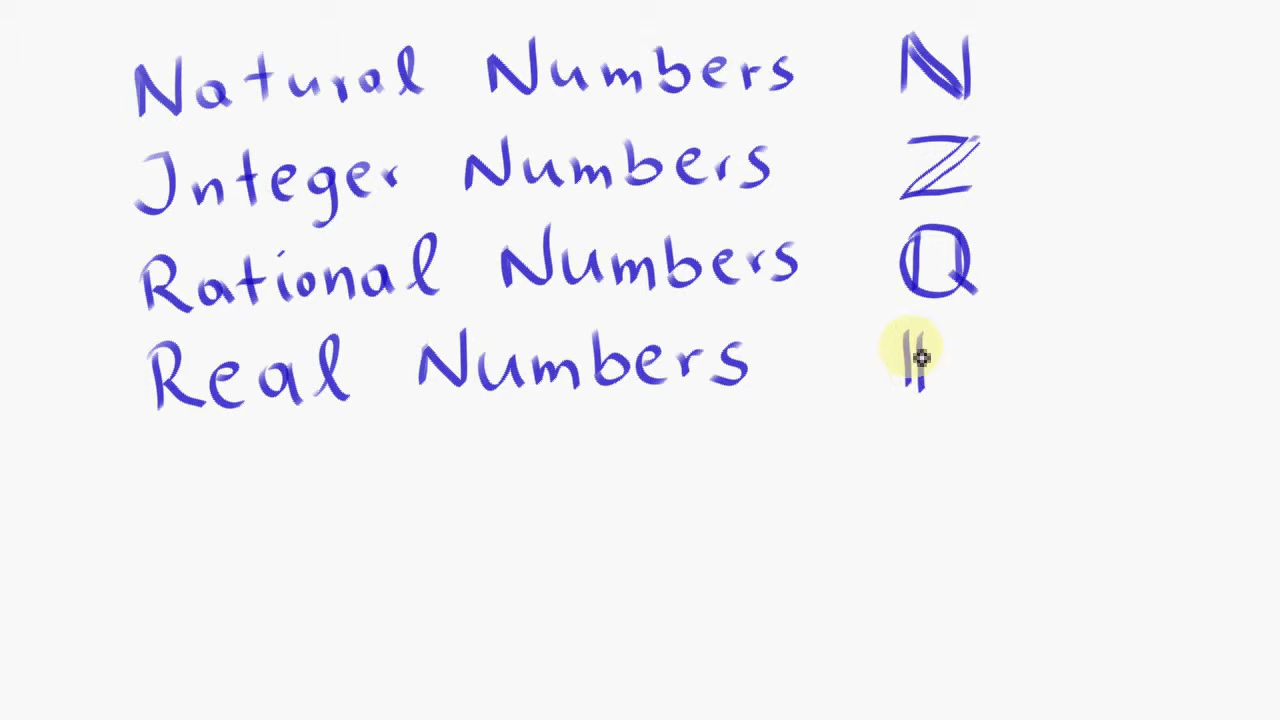 Natural Numbers ℕ
Integer Numbers ℤ
Rational Numbers ℚ
Real Numbers